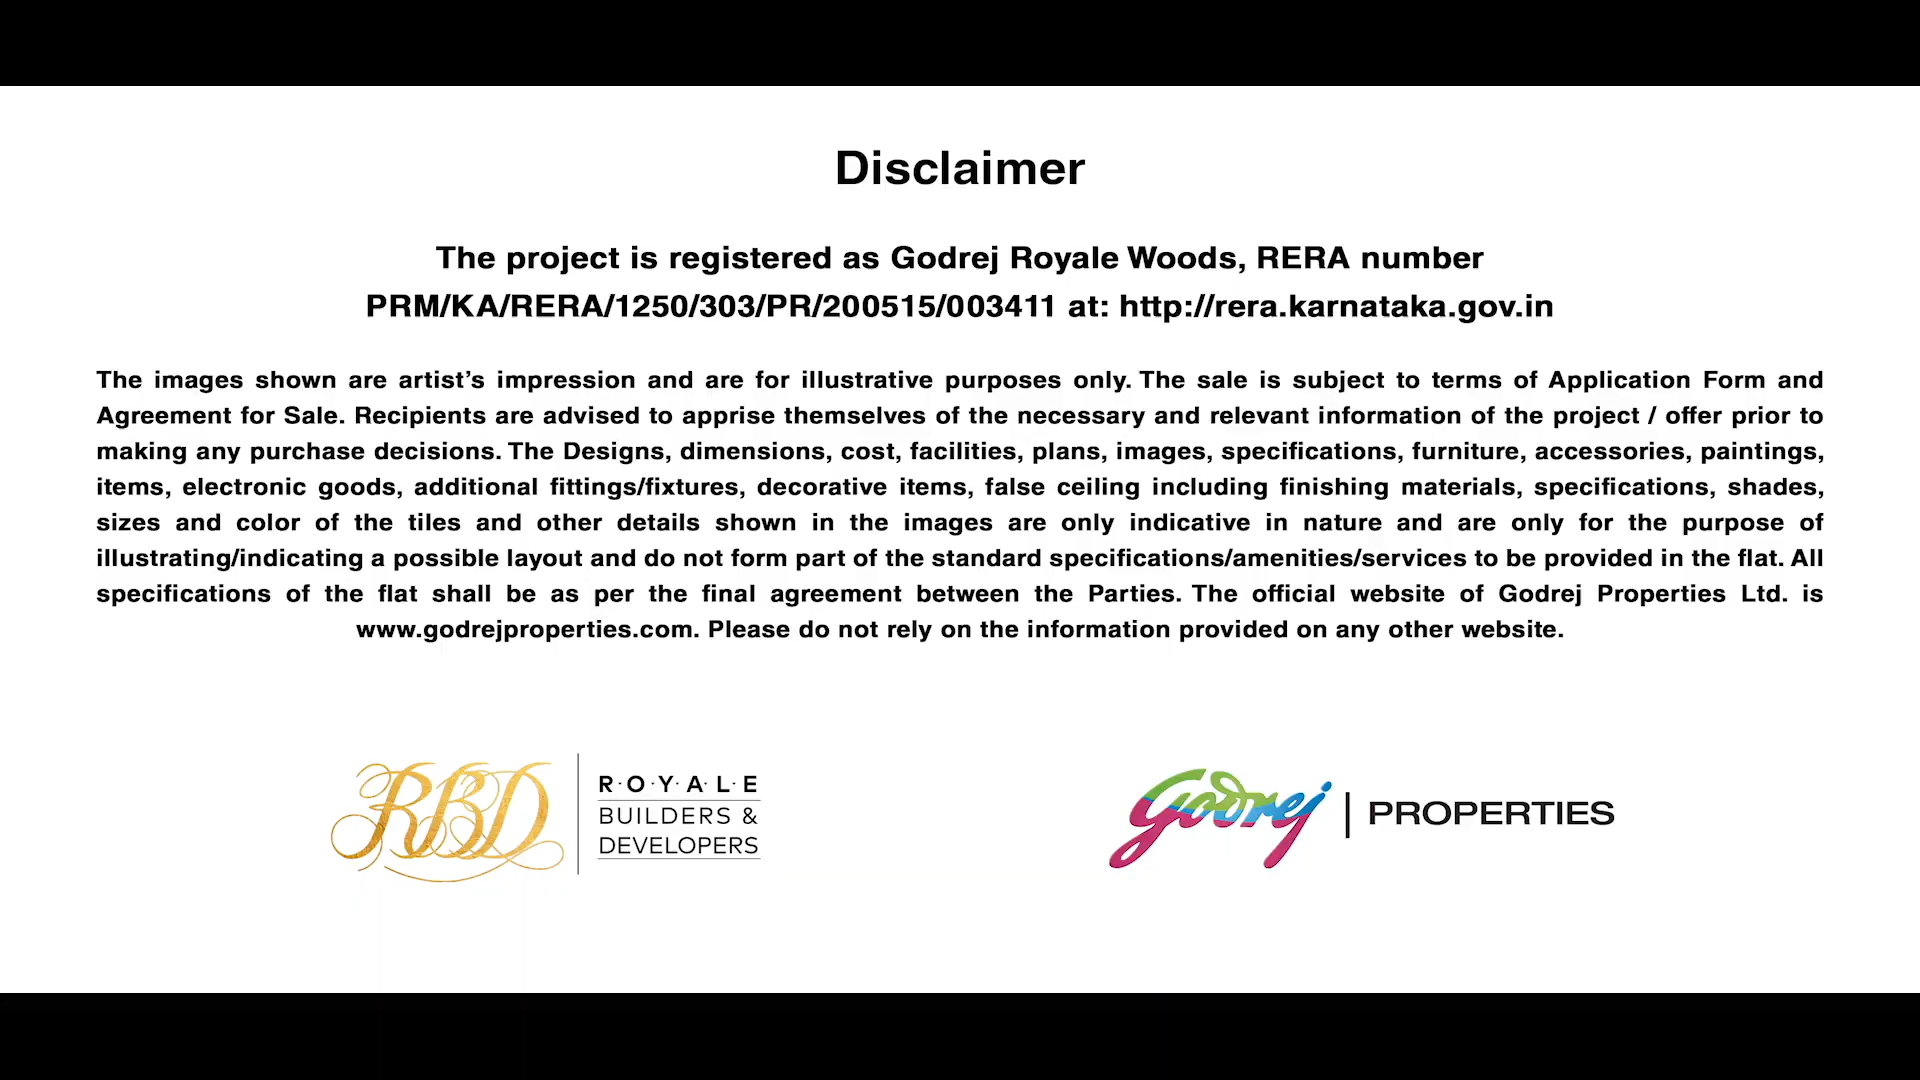 Disclaimer
The project is registered as Godrej Royale Woods, RERA number
PRM/KA/RERA/1250/303/PR/200515/003411 at: http://rera.karnataka.gov.in
The images shown are artist’s impression and are for illustrative purposes only. The sale is subject to terms of Application Form and
Agreement for Sale. Recipients are advised to apprise themselves of the necessary and relevant information of the project / offer prior to
making any purchase decisions. The Designs, dimensions, cost, facilities, plans, images, specifications, furniture, accessories, paintings,
items, electronic goods, additional fittings/fixtures, decorative items, false ceiling including finishing materials, specifications, shades,
sizes and color of the tiles and other details shown in the images are only indicative in nature and are only for the purpose of
illustrating/indicating a possible layout and do not form part of the standard specifications/amenities/services to be provided in the flat. All
specifications of the flat shall be as per the final agreement between the Parties. The official website of Godrej Properties Ltd. is
www.godrejproperties.com. Please do not rely on the information provided on any other website.
RBD
R·O·Y·A·L·E
BUILDERS &
DEVELOPERS
Godrej | PROPERTIES